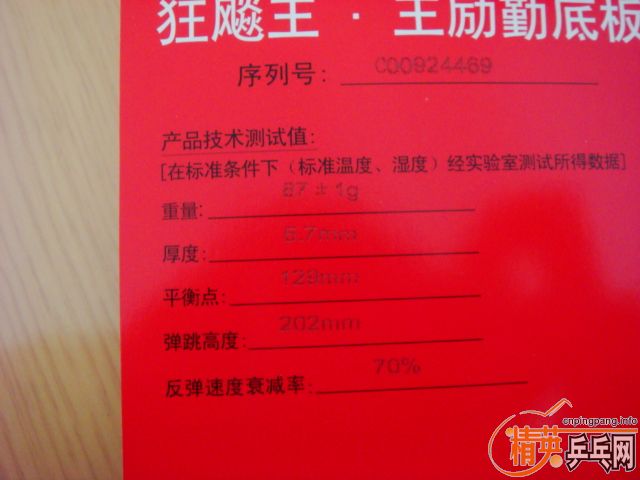 狂飚王·王励勤底板
序列号: C00924469
产品技术测试值:
[在标准条件下（标准温度、湿度）经实验室测试所得数据]
重量: 87±1g
厚度: 5.7mm
平衡点: 129mm
弹跳高度: 202mm
反弹速度衰减率: 70%
cnpingpang.info
精英乒乓网